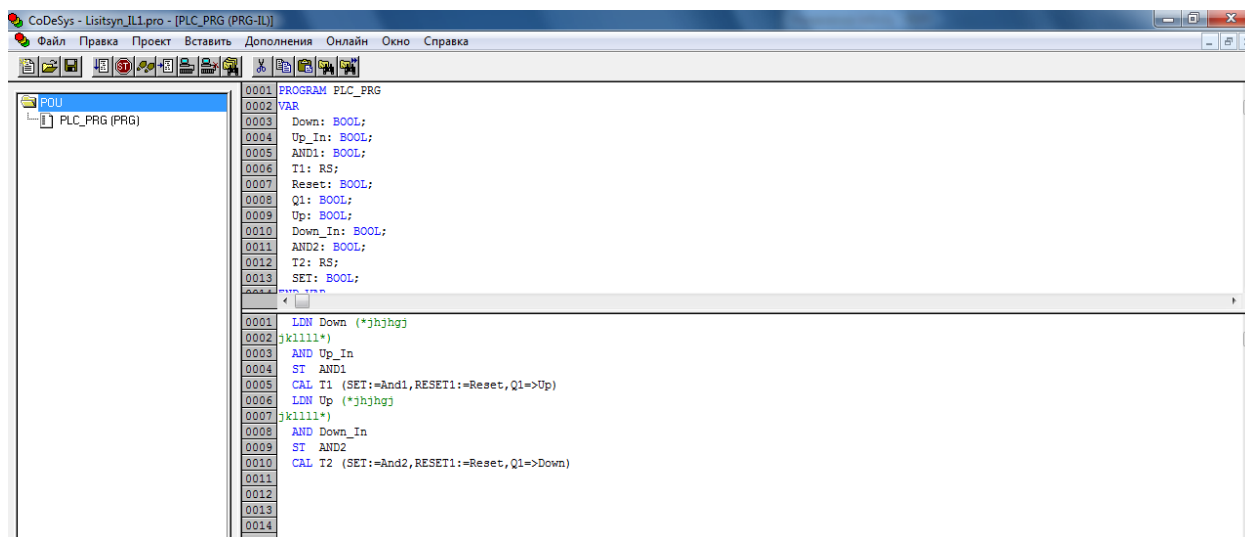 CoDeSys - Lisitsyn_IL1.pro - [PLC_PRG (PRG-IL)]
Файл Правка Проект Вставить Дополнения Онлайн Окно Справка
POU
PLC_PRG (PRG)
0001 PROGRAM PLC_PRG
0002 VAR
0003 Down: BOOL;
0004 Up_In: BOOL;
0005 AND1: BOOL;
0006 T1: RS;
0007 Reset: BOOL;
0008 Q1: BOOL;
0009 Up: BOOL;
0010 Down_In: BOOL;
0011 AND2: BOOL;
0012 T2: RS;
0013 SET: BOOL;
0014 END_VAR
0001 LDN Down (*jhjhgj
0002 jkllll*)
0003 AND Up_In
0004 ST AND1
0005 CAL T1 (SET:=And1,RESET1:=Reset,Q1=>Up)
0006 LDN Up (*jhjhgj
0007 jkllll*)
0008 AND Down_In
0009 ST AND2
0010 CAL T2 (SET:=And2,RESET1:=Reset,Q1=>Down)
0011
0012
0013
0014